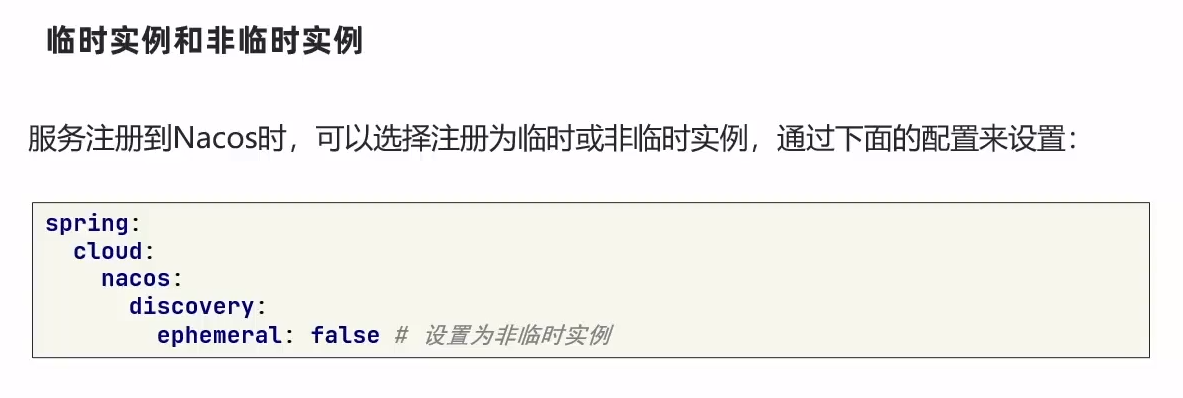 临时实例和非临时实例
服务注册到Nacos时，可以选择注册为临时或非临时实例，通过下面的配置来设置：
spring:
  cloud:
    nacos:
      discovery:
        ephemeral: false # 设置为非临时实例